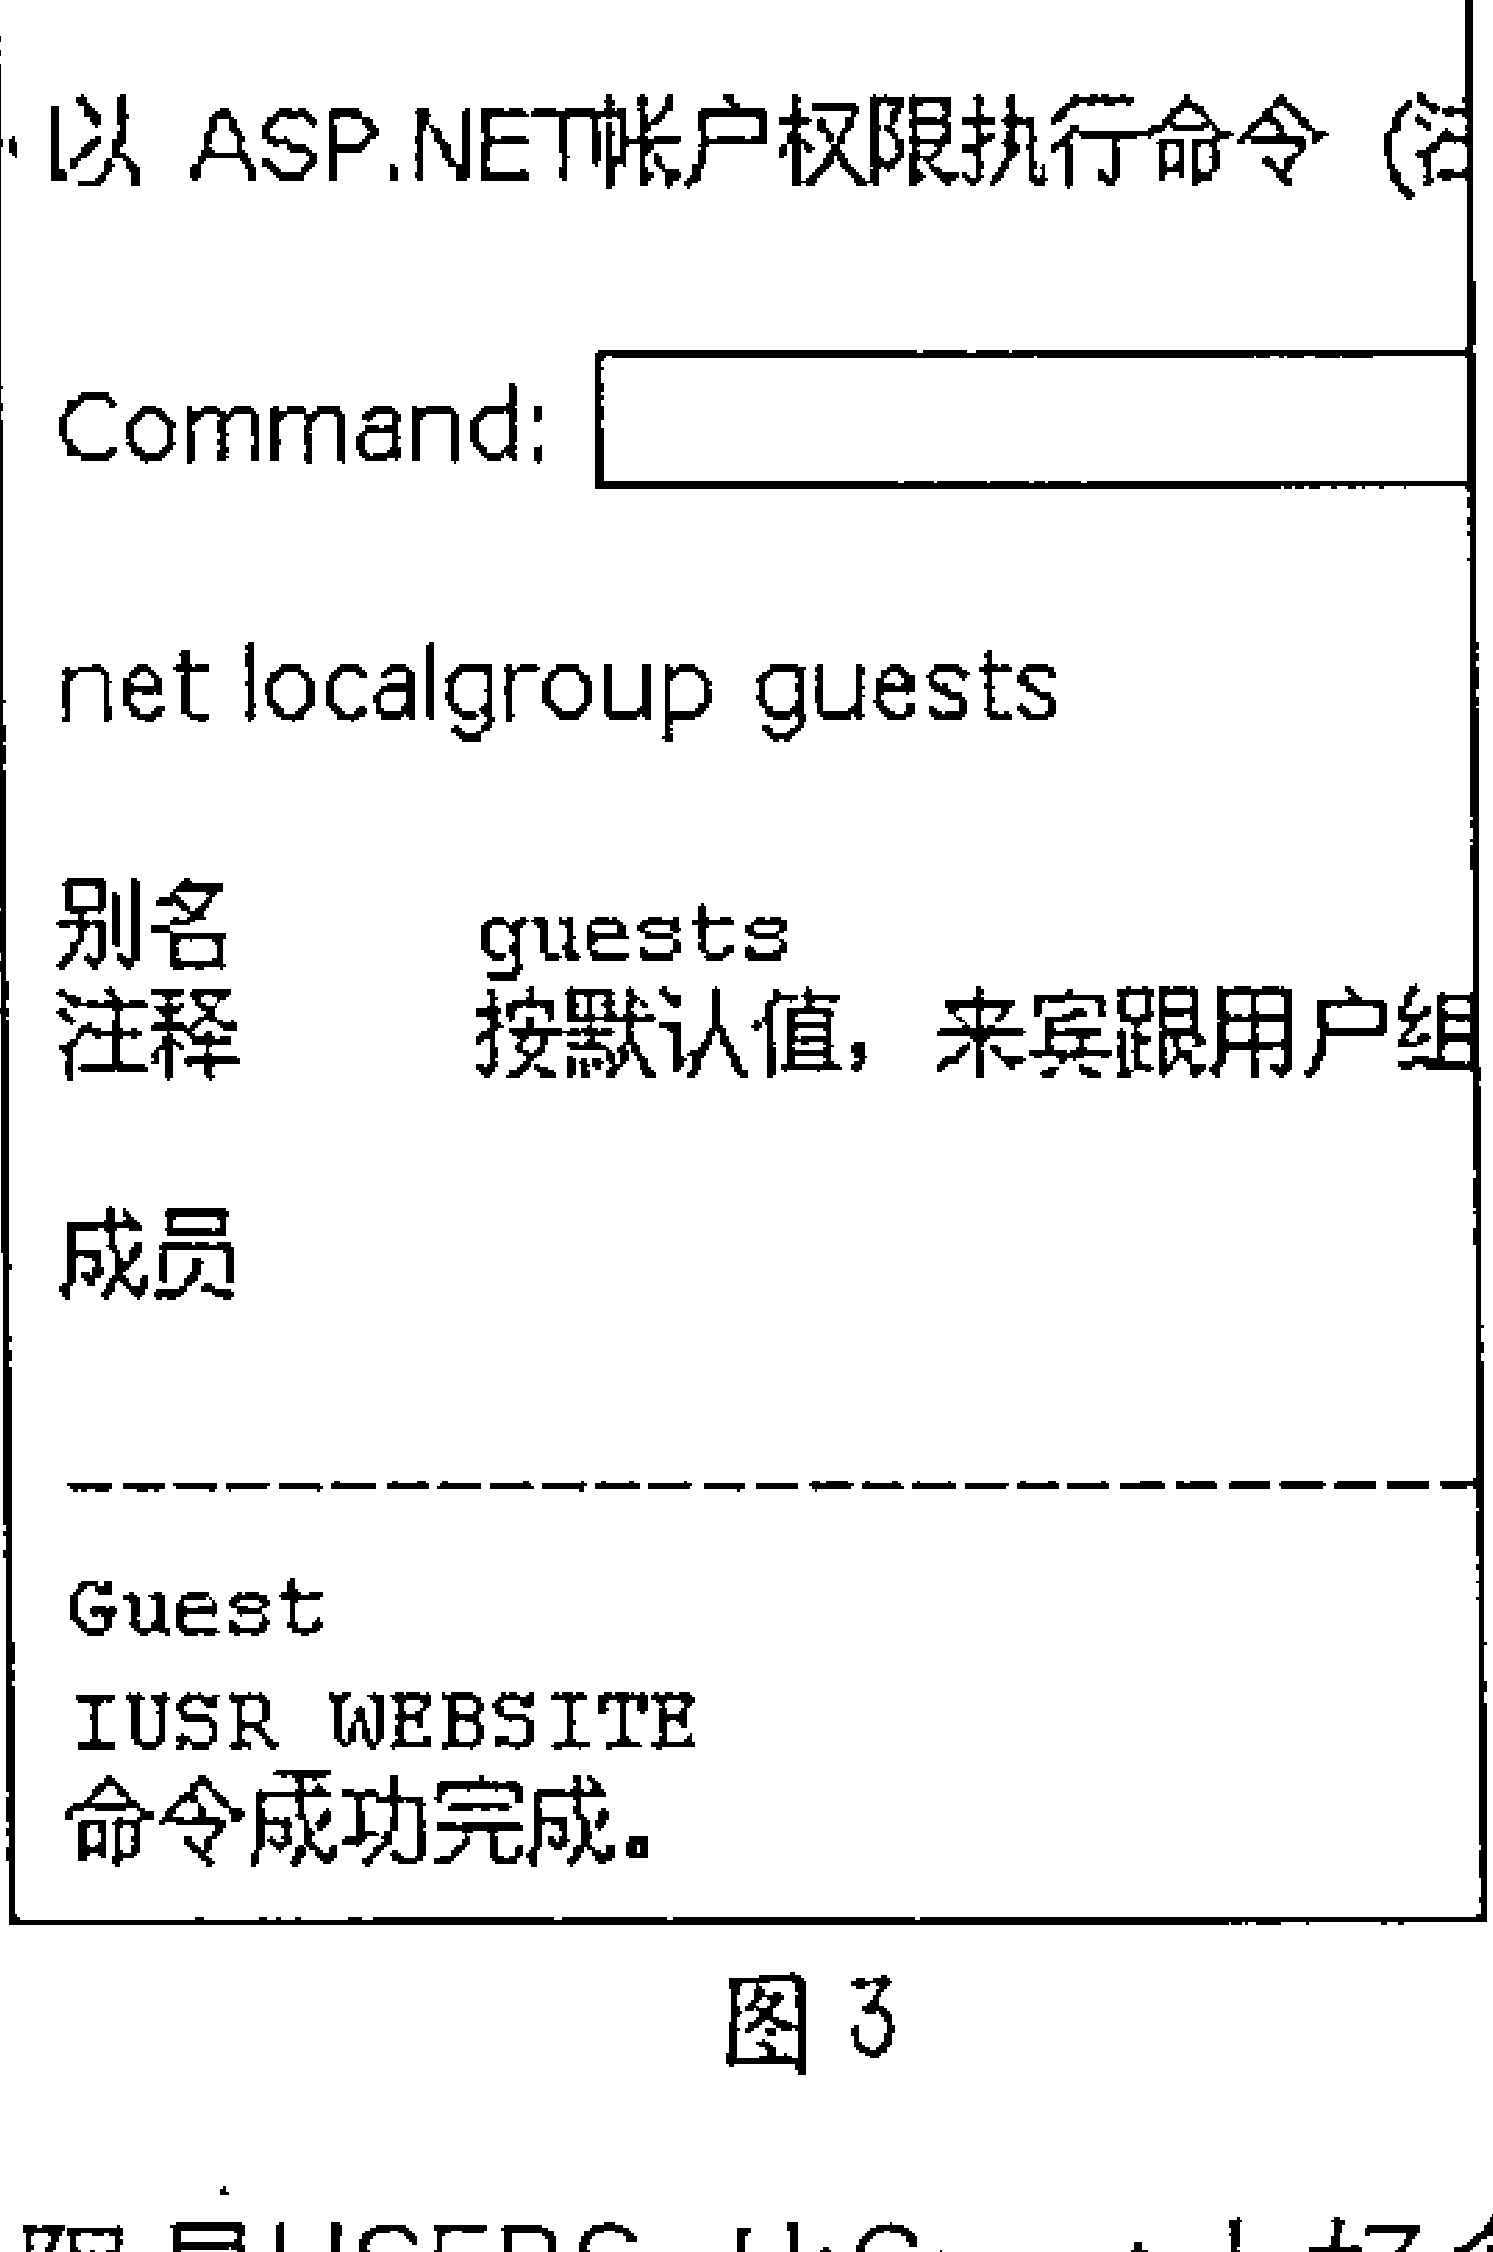 以 ASP.NET帐户权限执行命令 (
Command:
net localgroup guests
别名 guests
注释 按默认值，来宾跟用户组
成员
--------------------------
Guest
IUSR WEBSITE
命令成功完成。
图 3